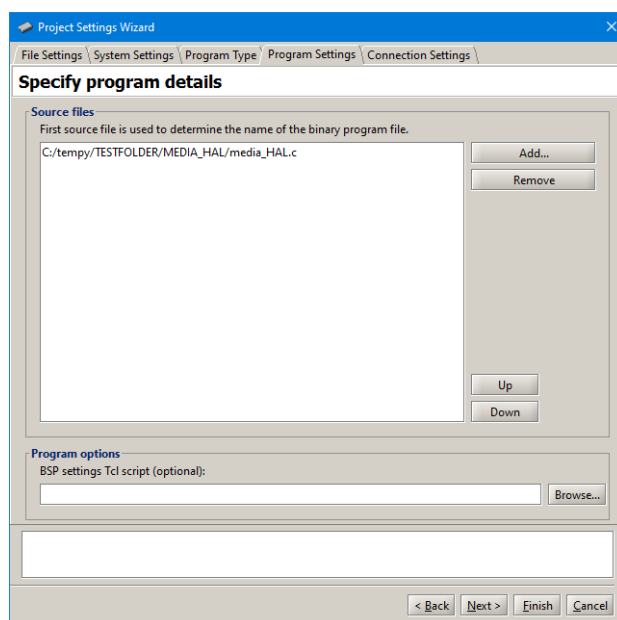 Project Settings Wizard
File Settings System Settings Program Type Program Settings Connection Settings
Specify program details
Source files
First source file is used to determine the name of the binary program file.
C:/tempy/TESTFOLDER/MEDIA_HAL/media_HAL.c
Add...
Remove
Up
Down
Program options
BSP settings Tcl script (optional):
Browse...
< Back Next > Finish Cancel